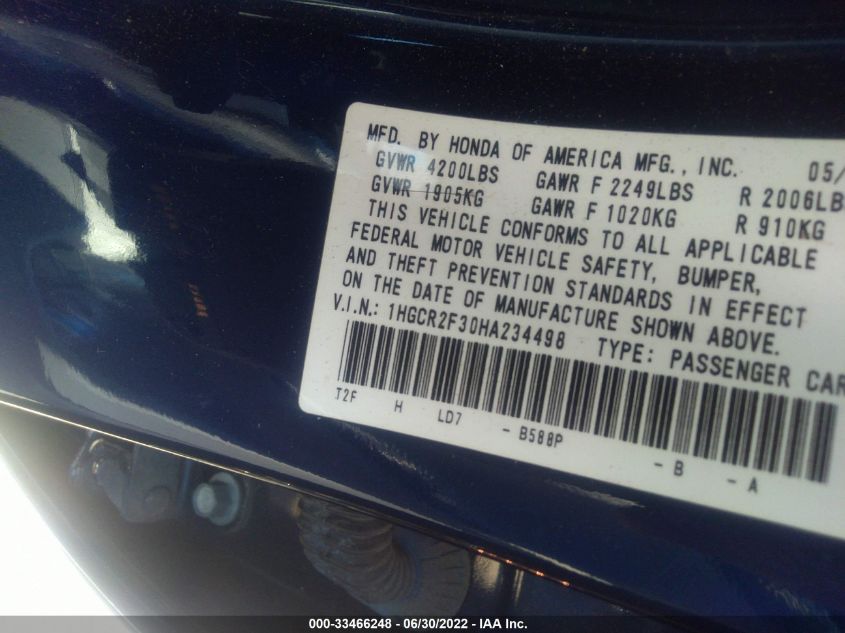 MFD. BY HONDA OF AMERICA MFG., INC. 05/
GVWR 4200LBS GAWR F 2249LBS R 2006LB
GVWR 1905KG GAWR F 1020KG R 910KG
THIS VEHICLE CONFORMS TO ALL APPLICABLE
FEDERAL MOTOR VEHICLE SAFETY, BUMPER,
AND THEFT PREVENTION STANDARDS IN EFFECT
ON THE DATE OF MANUFACTURE SHOWN ABOVE.
V.I.N.: 1HGCR2F30HA234498 TYPE: PASSENGER CAR
T2F H LD7 -B588P -B -A
000-33466248 - 06/30/2022 - IAA Inc.